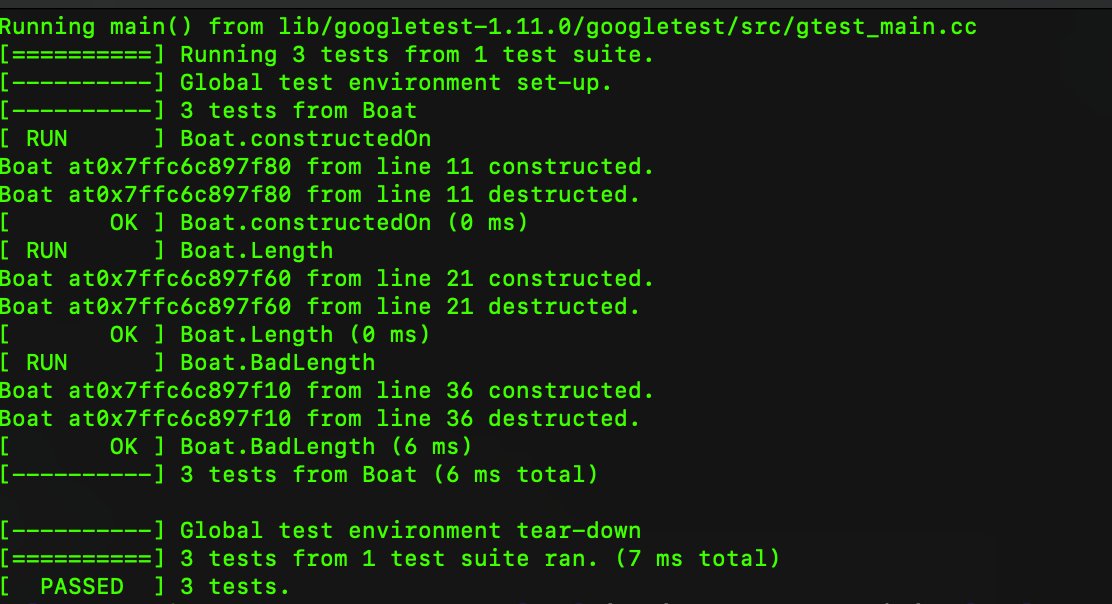 Running main() from lib/googletest-1.11.0/googletest/src/gtest_main.cc
[==========] Running 3 tests from 1 test suite.
[----------] Global test environment set-up.
[----------] 3 tests from Boat
[ RUN      ] Boat.constructedOn
Boat at0x7ffc6c897f80 from line 11 constructed.
Boat at0x7ffc6c897f80 from line 11 destructed.
[       OK ] Boat.constructedOn (0 ms)
[ RUN      ] Boat.Length
Boat at0x7ffc6c897f60 from line 21 constructed.
Boat at0x7ffc6c897f60 from line 21 destructed.
[       OK ] Boat.Length (0 ms)
[ RUN      ] Boat.BadLength
Boat at0x7ffc6c897f10 from line 36 constructed.
Boat at0x7ffc6c897f10 from line 36 destructed.
[       OK ] Boat.BadLength (6 ms)
[----------] 3 tests from Boat (6 ms total)

[----------] Global test environment tear-down
[==========] 3 tests from 1 test suite ran. (7 ms total)
[  PASSED  ] 3 tests.